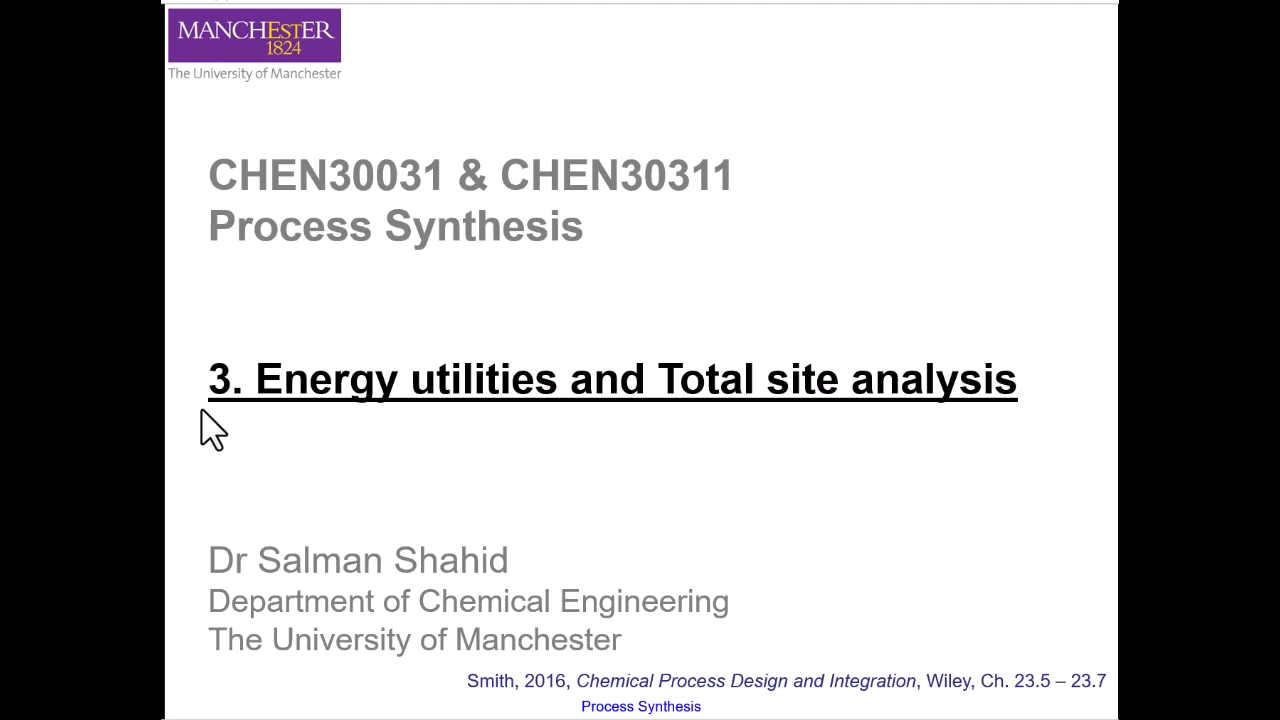 MANCHESTER
1824
The University of Manchester
CHEN30031 & CHEN30311
Process Synthesis
3. Energy utilities and Total site analysis
Dr Salman Shahid
Department of Chemical Engineering
The University of Manchester
Smith, 2016, Chemical Process Design and Integration, Wiley, Ch. 23.5 – 23.7
Process Synthesis